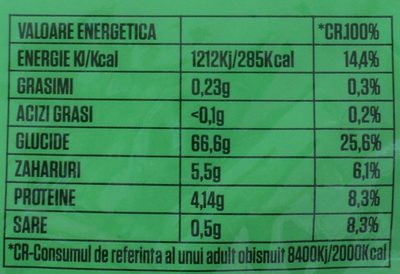 VALOARE ENERGETICA *CR.100%
ENERGIE KJ/Kcal 1212Kj/285Kcal 14,4%
GRASIMI 0,23g 0,3%
ACIZI GRASI <0,1g 0,2%
GLUCIDE 66,6g 25,6%
ZAHARURI 5,5g 6,1%
PROTEINE 4,14g 8,3%
SARE 0,5g 8,3%
*CR-Consumul de referinta al unui adult obisnuit 8400Kj/2000Kcal